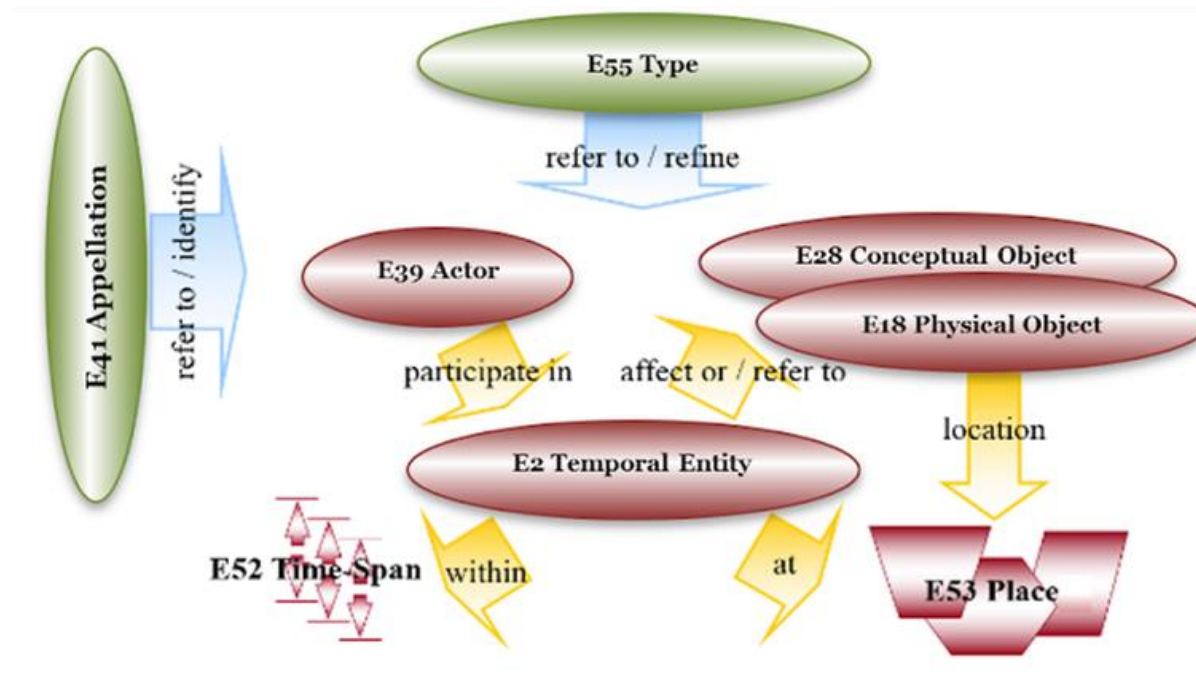 E55 Type
refer to / refine
E41 Appellation
refer to / identify
E39 Actor
E28 Conceptual Object
E18 Physical Object
participate in
affect or / refer to
location
E2 Temporal Entity
E52 Time-Span
within
at
E53 Place